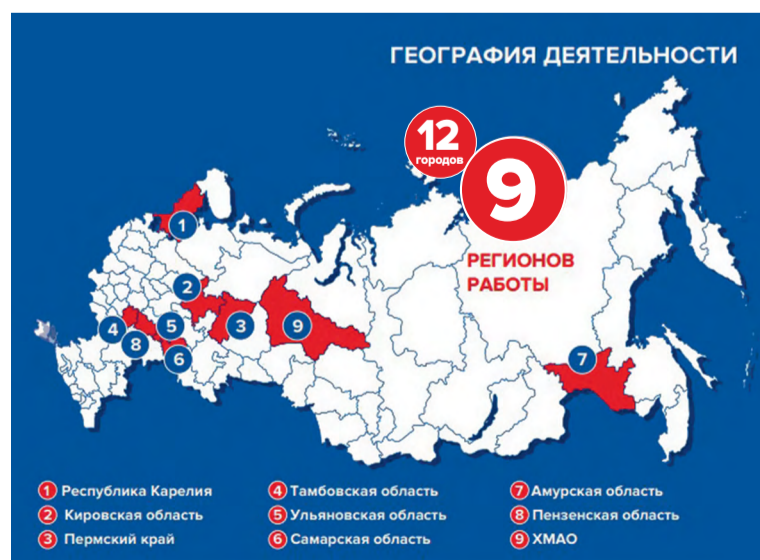 ГЕОГРАФИЯ ДЕЯТЕЛЬНОСТИ
12
городов
9
РЕГИОНОВ
РАБОТЫ
1
2
3
9
4
5
8
6
7
1 Республика Карелия
2 Кировская область
3 Пермский край
4 Тамбовская область
5 Ульяновская область
6 Самарская область
7 Амурская область
8 Пензенская область
9 ХМАО